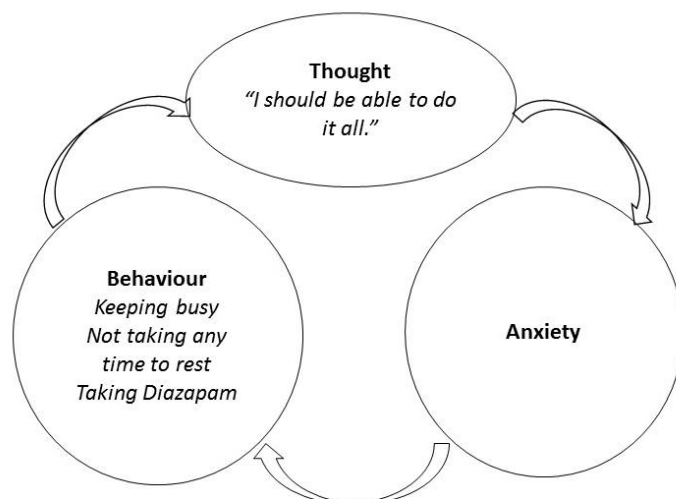 Thought
“I should be able to do
it all.”
Behaviour
Keeping busy
Not taking any
time to rest
Taking Diazapam
Anxiety